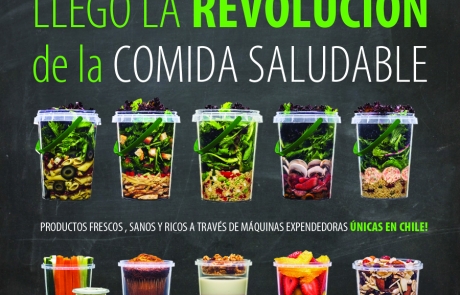 LLEGÓ LA REVOLUCIÓN
de la COMIDA SALUDABLE
PRODUCTOS FRESCOS , SANOS Y RICOS A TRAVÉS DE MÁQUINAS EXPENDEDORAS ÚNICAS EN CHILE!